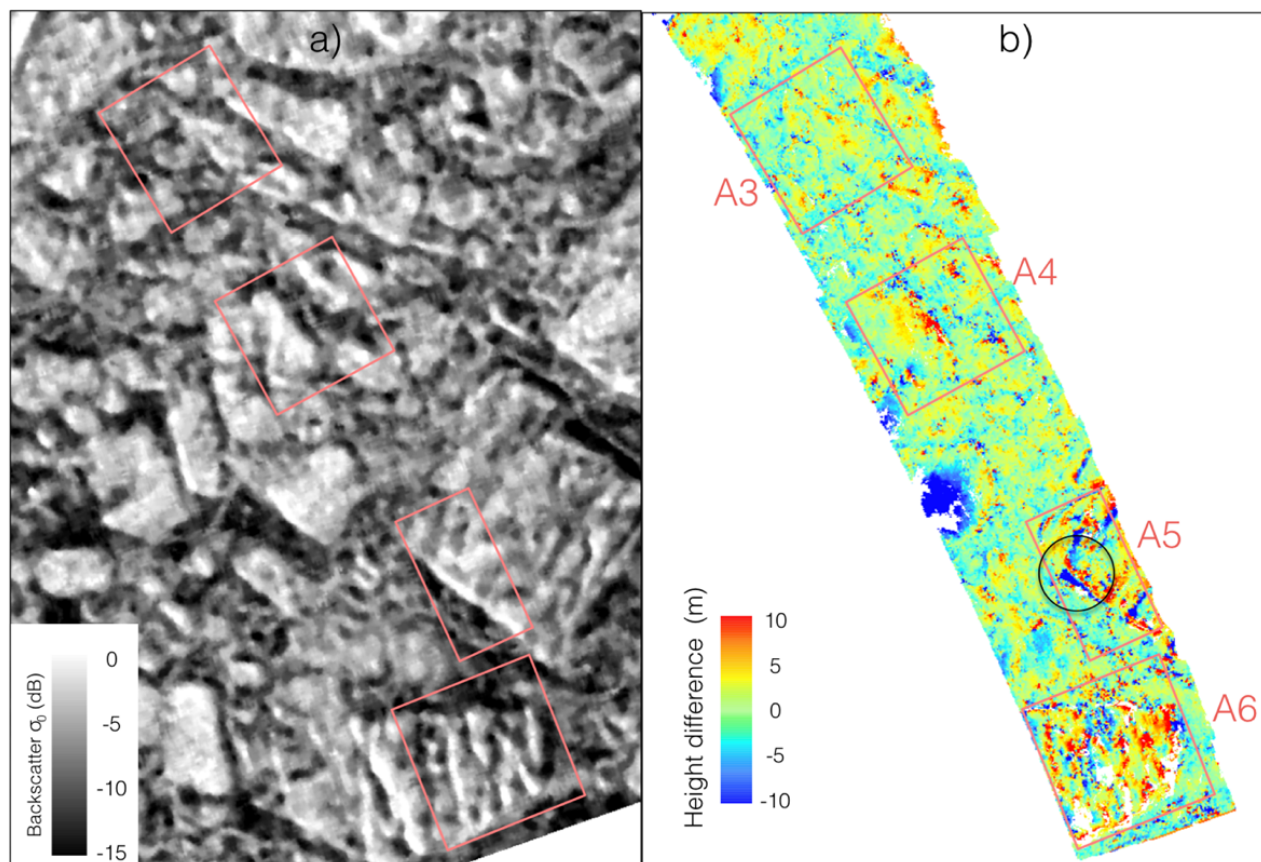 a)
b)
A3
A4
A5
A6
Backscatter σ0 (dB)
0
-5
-10
-15
Height difference (m)
10
5
0
-5
-10